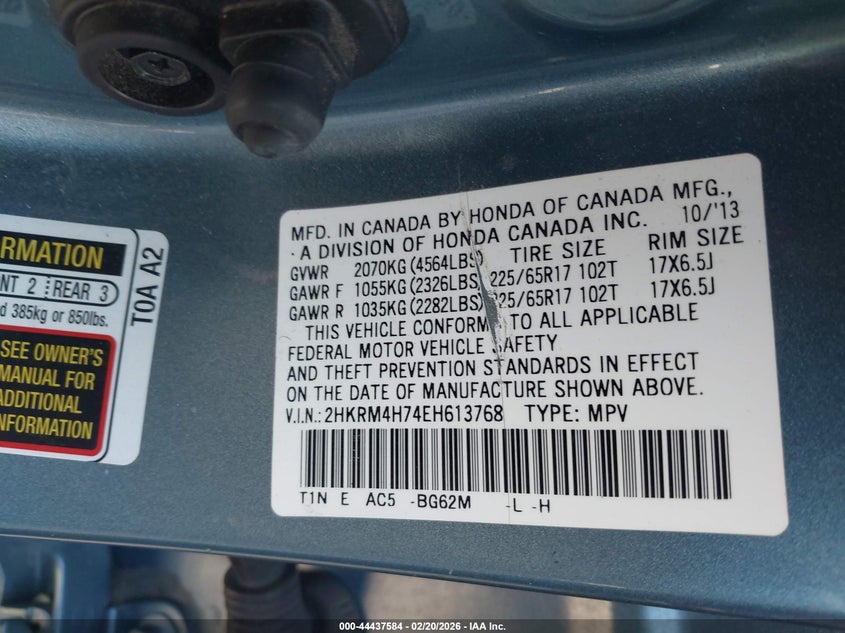 RMATION
NT 2 REAR 3
d 385kg or 850lbs.
SEE OWNER'S
MANUAL FOR
ADDITIONAL
NFORMATION
T0A A2
MFD. IN CANADA BY HONDA OF CANADA MFG.,
A DIVISION OF HONDA CANADA INC. 10/'13
GVWR 2070KG (4564LBS) TIRE SIZE RIM SIZE
GAWR F 1055KG (2326LBS) 225/65R17 102T 17X6.5J
GAWR R 1035KG (2282LBS) 225/65R17 102T 17X6.5J
THIS VEHICLE CONFORMS TO ALL APPLICABLE
FEDERAL MOTOR VEHICLE SAFETY
AND THEFT PREVENTION STANDARDS IN EFFECT
ON THE DATE OF MANUFACTURE SHOWN ABOVE.
V.I.N.: 2HKRM4H74EH613768 TYPE: MPV
T1N E AC5 -BG62M -L -H
000-44437584 — 02/20/2026 — IAA Inc.